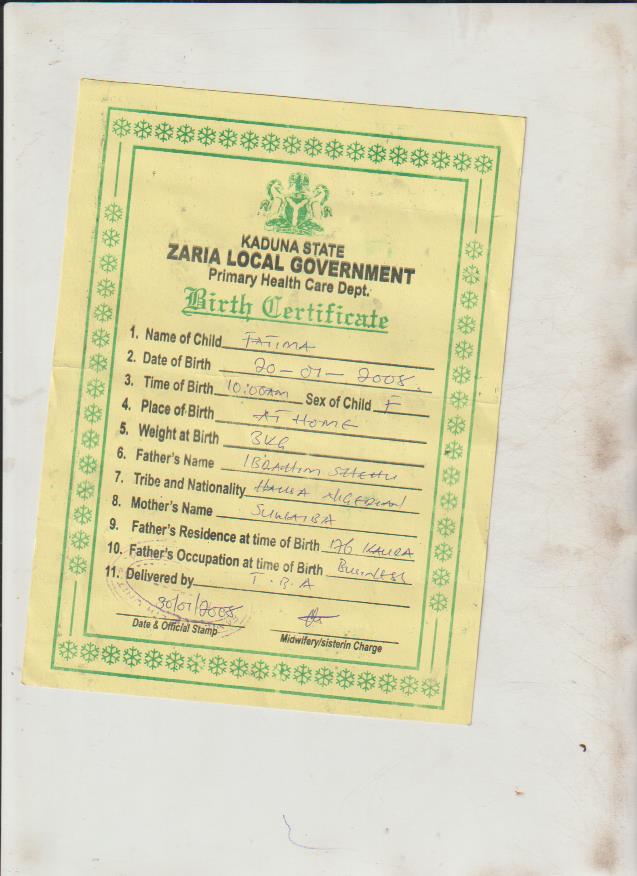 KADUNA STATE
ZARIA LOCAL GOVERNMENT
Primary Health Care Dept.
Birth Certificate
1. Name of Child FATIMA
2. Date of Birth 20-01-2008.
3. Time of Birth 10:00AM Sex of Child F
4. Place of Birth AT HOME
5. Weight at Birth 3KG
6. Father's Name IBRAHIM SHEHU
7. Tribe and Nationality HAUSA NIGERIAN
8. Mother's Name SUWAIBA
9. Father's Residence at time of Birth 176 KAURA
10. Father's Occupation at time of Birth BUSINESS
11. Delivered by T.B.A
30/01/2008
Date & Official Stamp
Midwifery/sisterin Charge